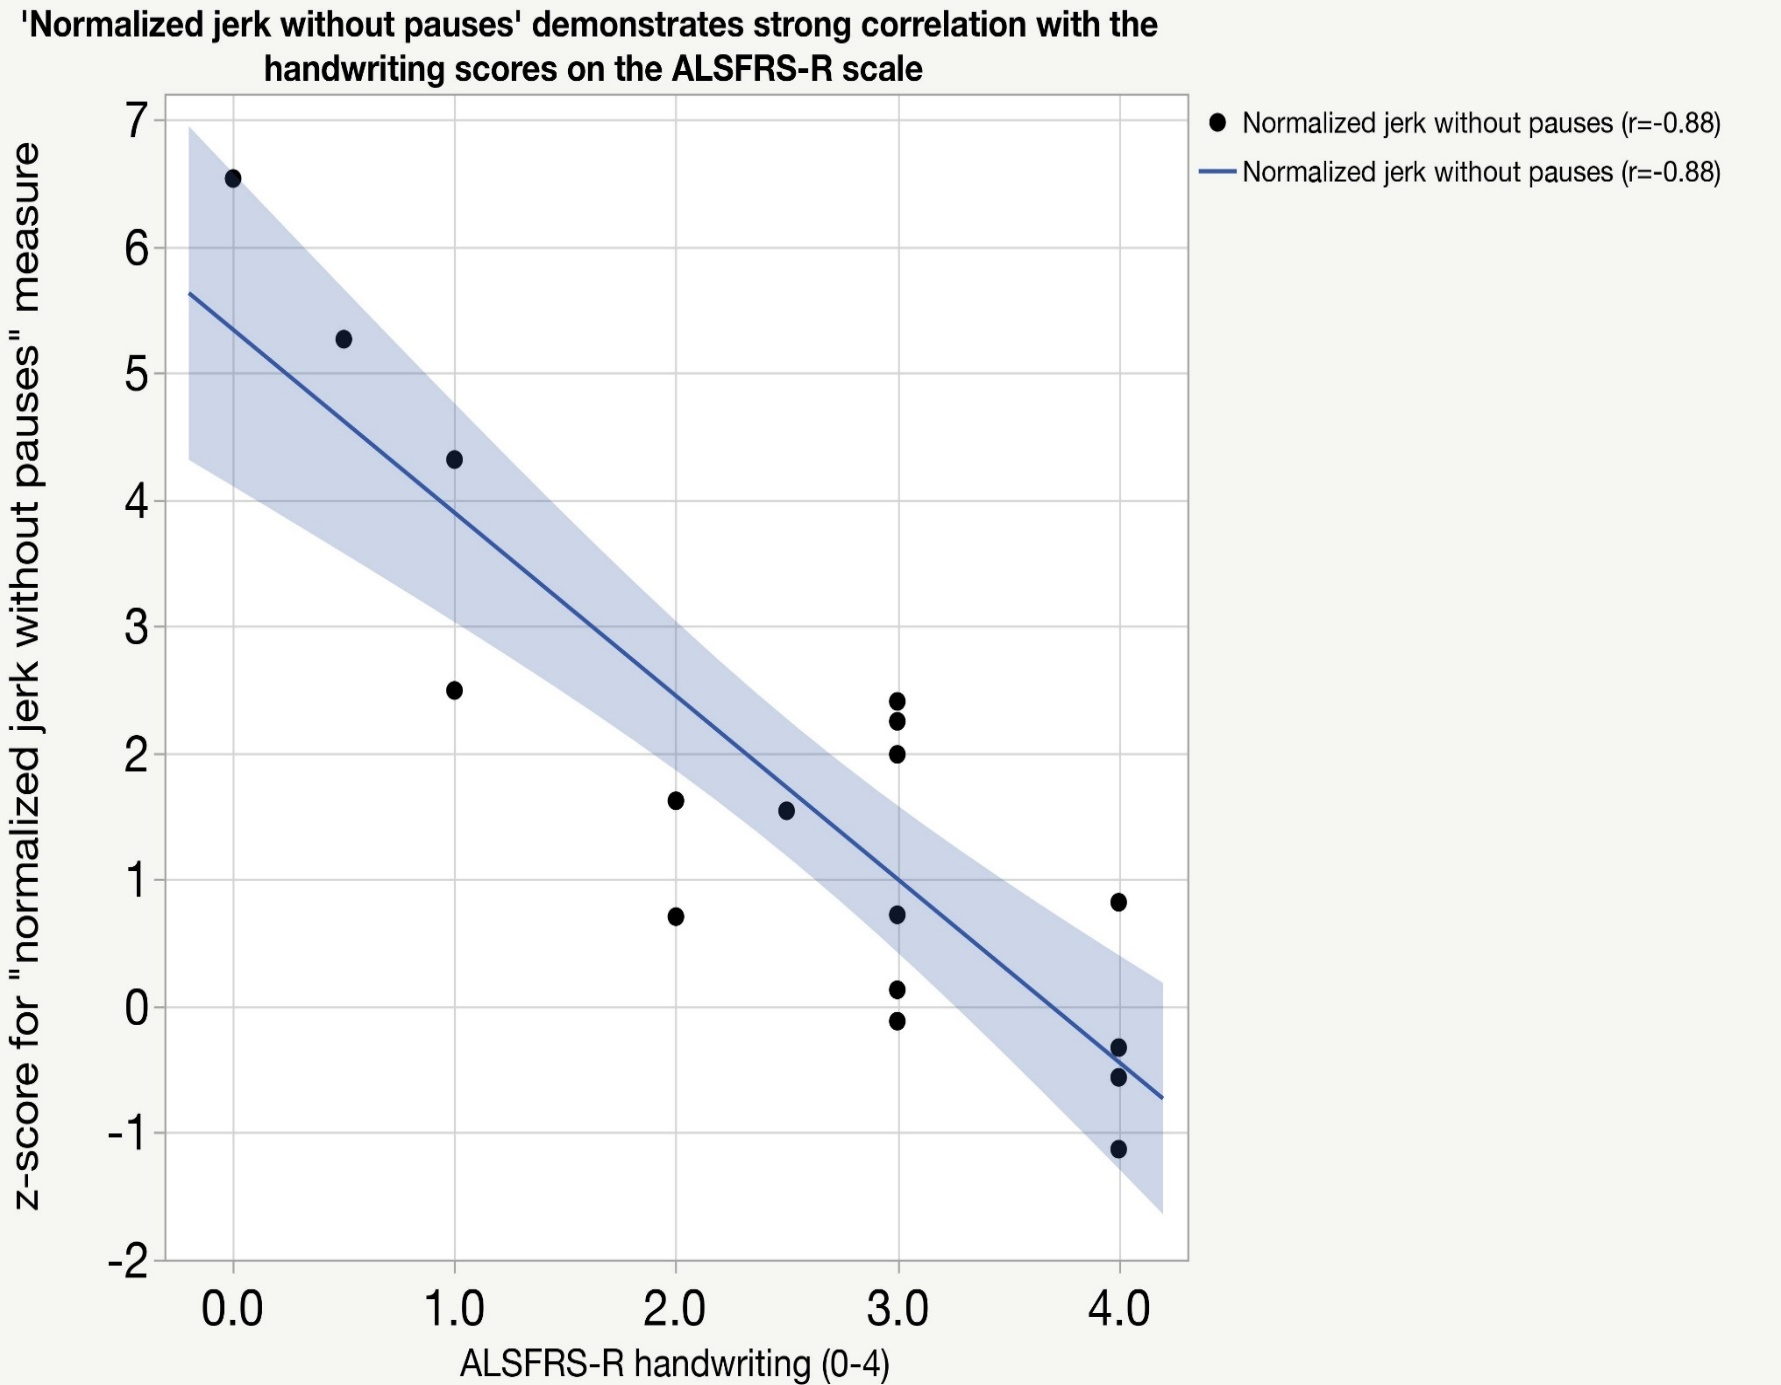 'Normalized jerk without pauses' demonstrates strong correlation with the
handwriting scores on the ALSFRS-R scale
Normalized jerk without pauses (r=-0.88)
Normalized jerk without pauses (r=-0.88)
z-score for "normalized jerk without pauses" measure
7
6
5
4
3
2
1
0
-1
-2
0.0 1.0 2.0 3.0 4.0
ALSFRS-R handwriting (0-4)